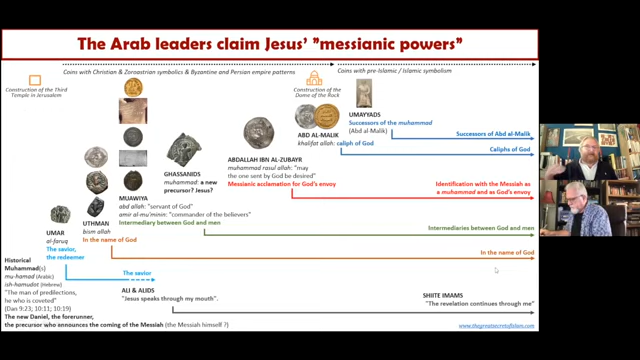 The Arab leaders claim Jesus' "messianic powers"
Coins with Christian & Zoroastrian symbolics & Byzantine and Persian empire patterns
Coins with pre-Islamic / Islamic symbolism
Construction of the Third
Temple in Jerusalem
Construction of the
Dome of the Rock
UMAYYADS
Successors of the muhammad
(Abd al-Malik)
Successors of Abd al-Malik
ABD AL-MALIK
khalifat allah: caliph of God
Caliphs of God
GHASSANIDS
muhammad: a new
precursor? Jesus?
ABDALLAH IBN AL-ZUBAYR
muhammad rasul allah: "may
the one sent by God be desired"
Messianic acclamation for God's envoy
Identification with the Messiah as
a muhammad and as God's envoy
MUAWIYA
abd allah: "servant of God"
amir al-mu'minin: "commander of the believers"
Intermediary between God and men
Intermediaries between God and men
UTHMAN
bism allah
In the name of God
In the name of God
UMAR
al-faruq
The savior,
the redeemer
The savior
Historical
Muhammad(s)
mu-hamad (Arabic)
ish-hamudot (Hebrew)
"The man of predilections,
he who is coveted"
(Dan 9:23, 10:11; 10:19)
The new Daniel, the forerunner,
the precursor who announces the coming of the Messiah (the Messiah himself ?)
ALI & ALIDS
"Jesus speaks through my mouth".
SHIITE IMAMS
"The revelation continues through me"
www.thegreatsecretofislam.com